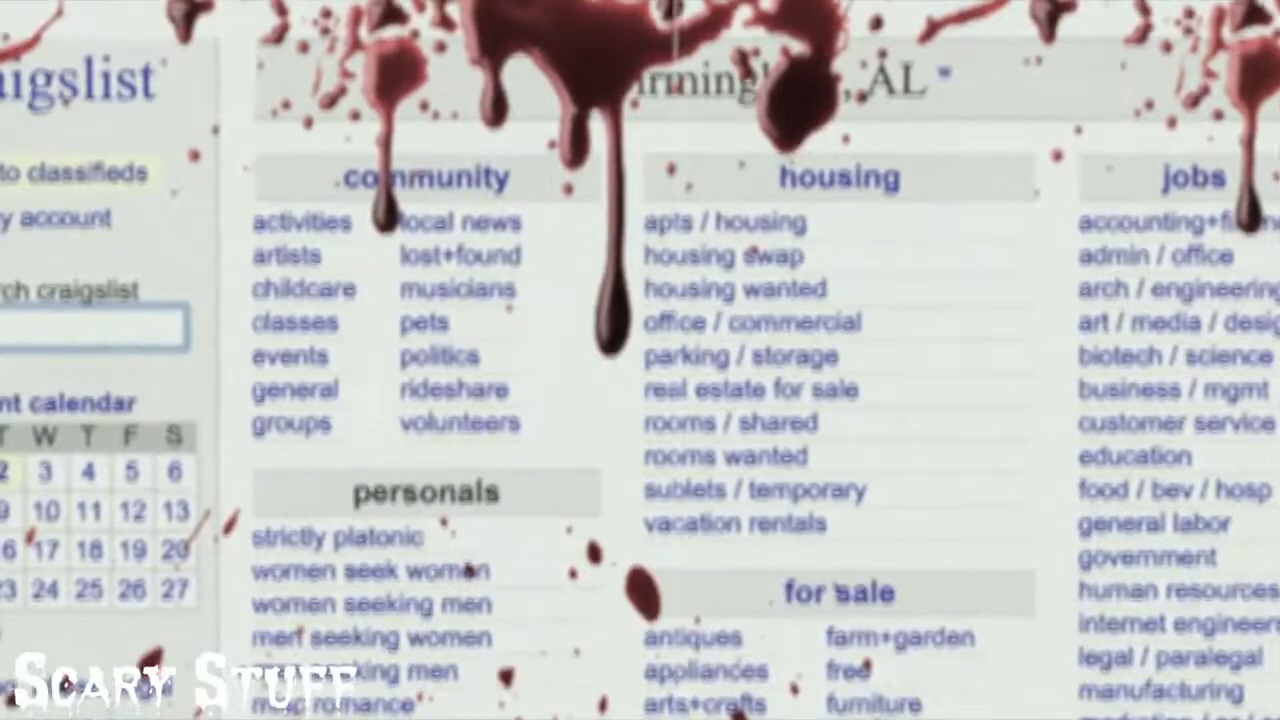 aigslist
AL
to classifieds
y account
rch craigslist
nt calendar
T W T F S
2 3 4 5 6
9 10 11 12 13
6 17 18 19 20
23 24 25 26 27
community
activities local news
artists lost+found
childcare musicians
classes pets
events politics
general rideshare
groups volunteers
personals
strictly platonic
women seek women
women seeking men
men seeking women
king men
misc romance
housing
apts / housing
housing swap
housing wanted
office / commercial
parking / storage
real estate for sale
rooms / shared
rooms wanted
sublets / temporary
vacation rentals
for sale
antiques farm+garden
appliances free
arts+crafts furniture
jobs
accounting+fi
admin / office
arch / engineering
art / media / desig
biotech / science
business / mgmt
customer service
education
food / bev / hosp
general labor
government
human resources
internet engineers
legal / paralegal
manufacturing
Scary Stuff